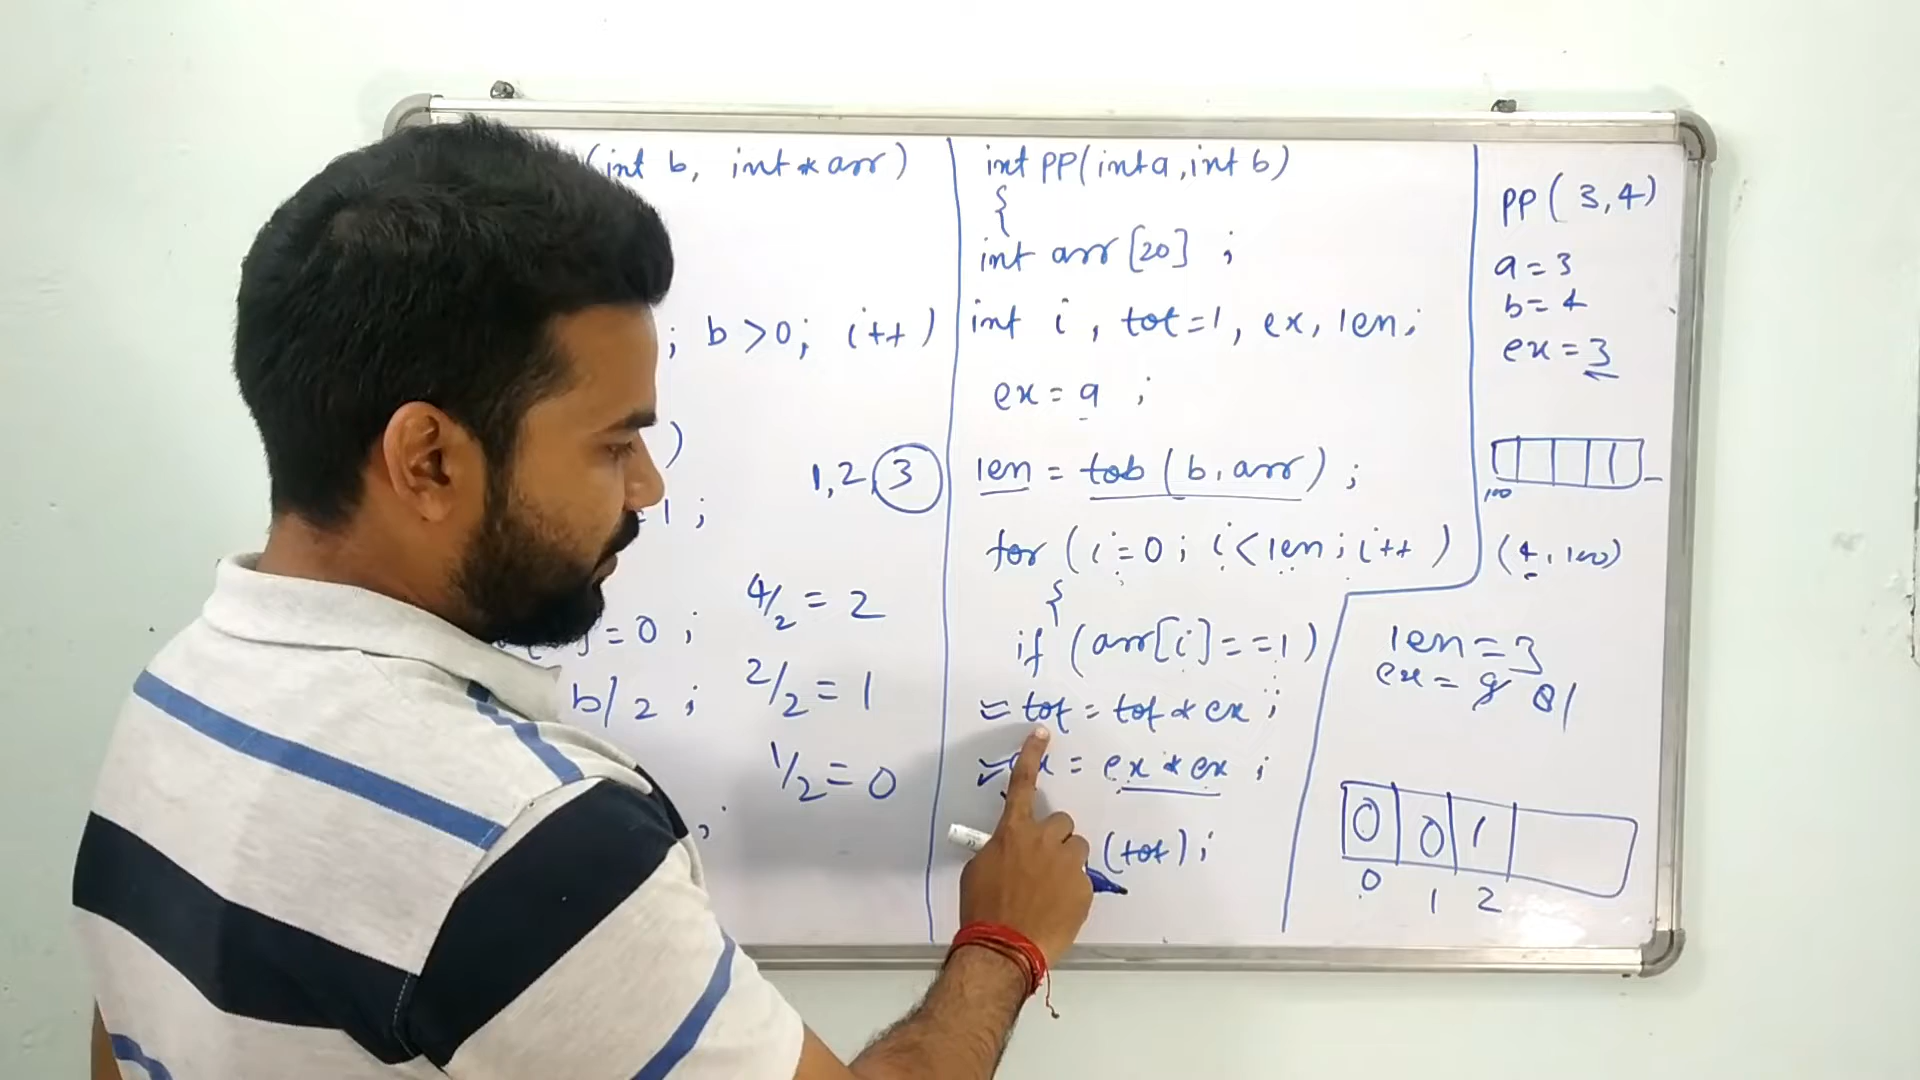 (int b, int * arr)
; b > 0; i++)
)
1, 2, 3
= 1 ;
4/2 = 2
= 0 ;
2/2 = 1
b/2 ;
1/2 = 0
;
int pp(int a, int b)
{
int arr [20] ;
int i , tot = 1, ex, len;
ex = a ;
len = tob (b, arr) ;
for (i = 0 ; i < len ; i++ )
{
if (arr[i] == 1)
tot = tot * ex ;
ex = ex * ex ;
(tot) ;
pp ( 3, 4)
a = 3
b = 4
ex = 3
100
(4, 100)
len = 3
ex = 9 81
0 0 1
0 1 2